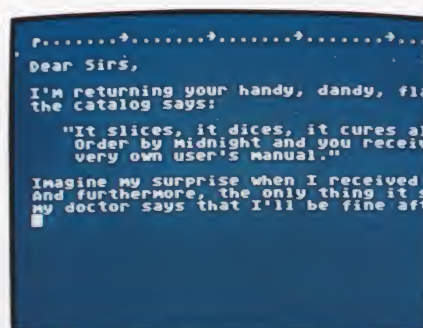 P.......→.......→.......→.......→...
Dear Sirs,
I'm returning your handy, dandy,
the catalog says:
"It slices, it dices, it cures
Order by midnight and you
very own user's manual."
Imagine my surprise when I received
And furthermore, the only thing it
my doctor says that I'll be fine